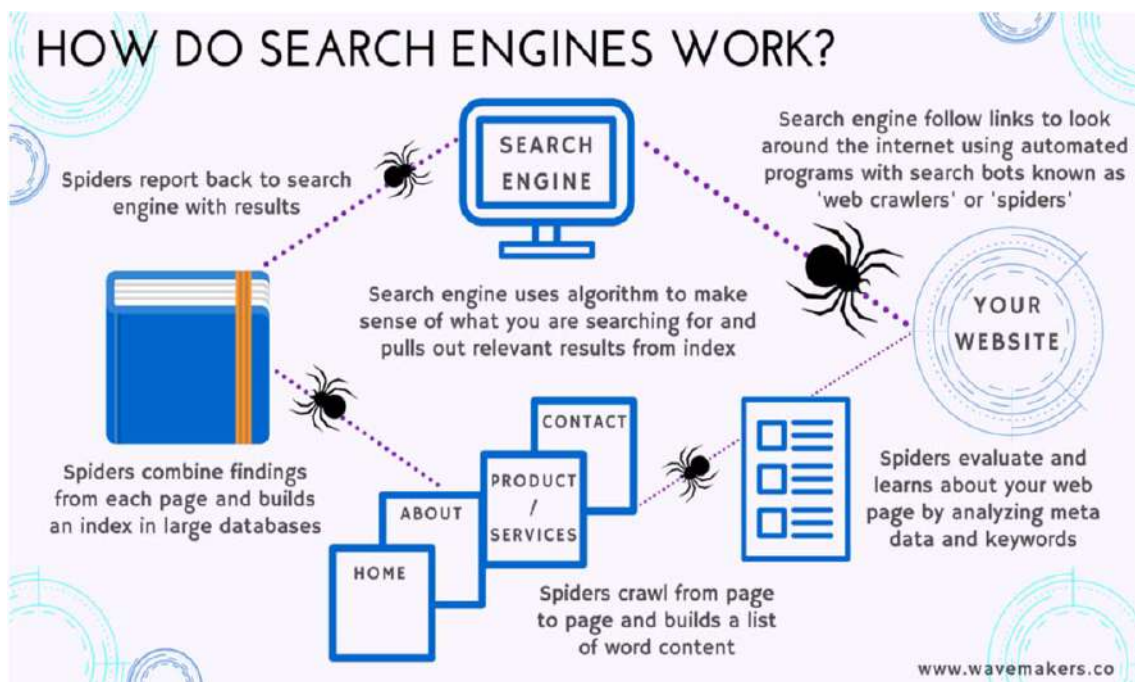 HOW DO SEARCH ENGINES WORK?
SEARCH
ENGINE
Search engine follow links to look
around the internet using automated
programs with search bots known as
'web crawlers' or 'spiders'
YOUR
WEBSITE
Spiders evaluate and
learns about your web
page by analyzing meta
data and keywords
CONTACT
PRODUCT
/
SERVICES
ABOUT
HOME
Spiders crawl from page
to page and builds a list
of word content
Spiders combine findings
from each page and builds
an index in large databases
Spiders report back to search
engine with results
Search engine uses algorithm to make
sense of what you are searching for and
pulls out relevant results from index
www.wavemakers.co